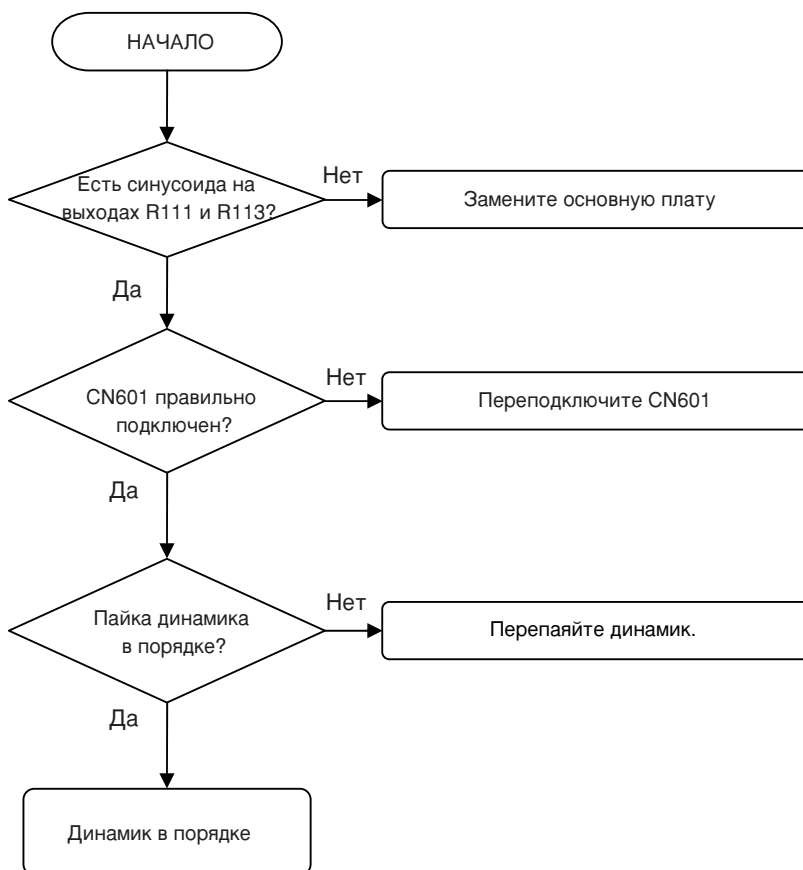 НАЧАЛО
Есть синусоида на
выходах R111 и R113?
Нет
Замените основную плату
Да
CN601 правильно
подключен?
Нет
Переподключите CN601
Да
Пайка динамика
в порядке?
Нет
Перепаяйте динамик.
Да
Динамик в порядке